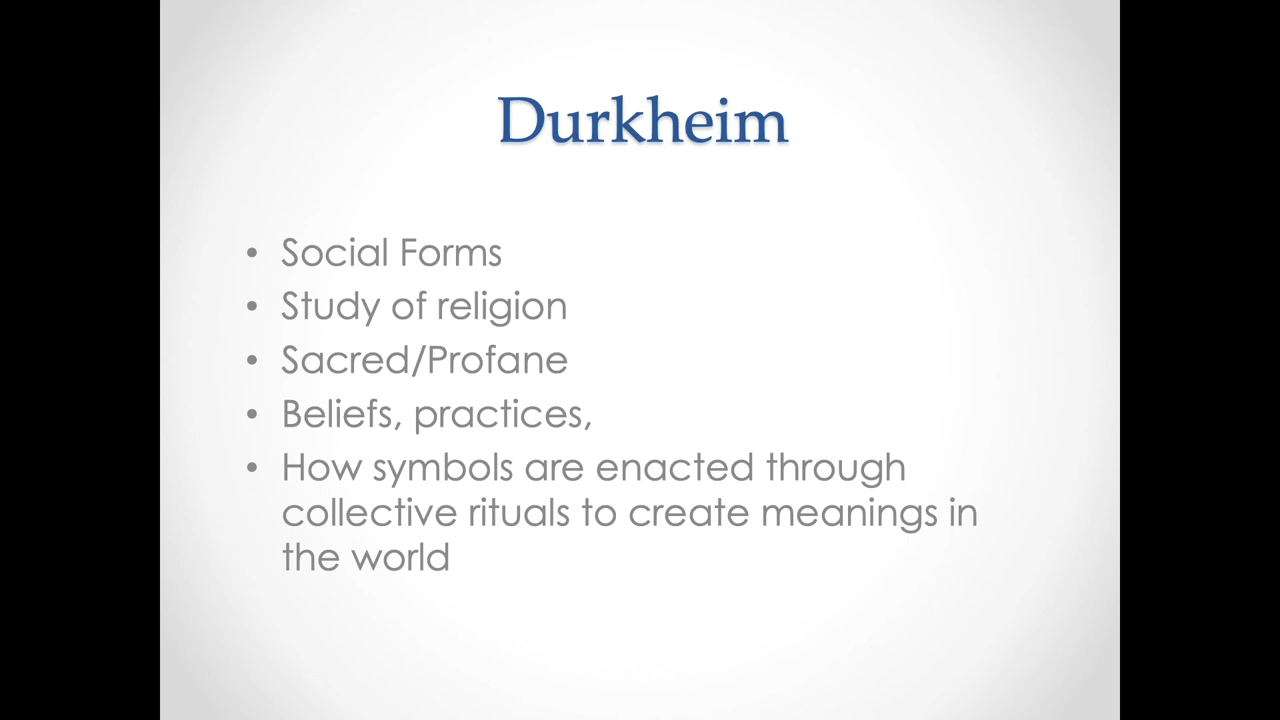 Durkheim
• Social Forms
• Study of religion
• Sacred/Profane
• Beliefs, practices,
• How symbols are enacted through
collective rituals to create meanings in
the world